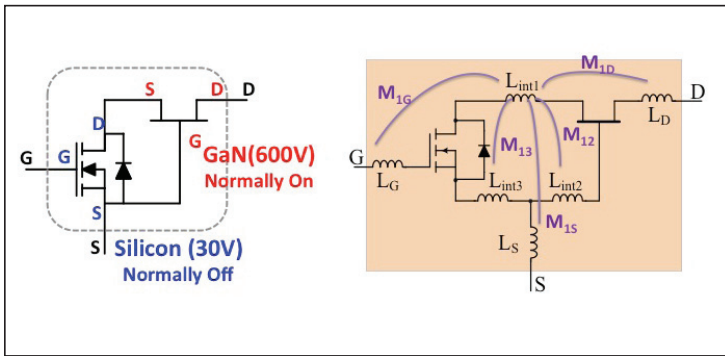 S
D
D
D
G
G
G
GaN(600V)
Normally On
S
S
Silicon (30V)
Normally Off
M1D
M1G
Lint1
D
LD
M12
M13
G
LG
Lint3
Lint2
M1S
LS
S